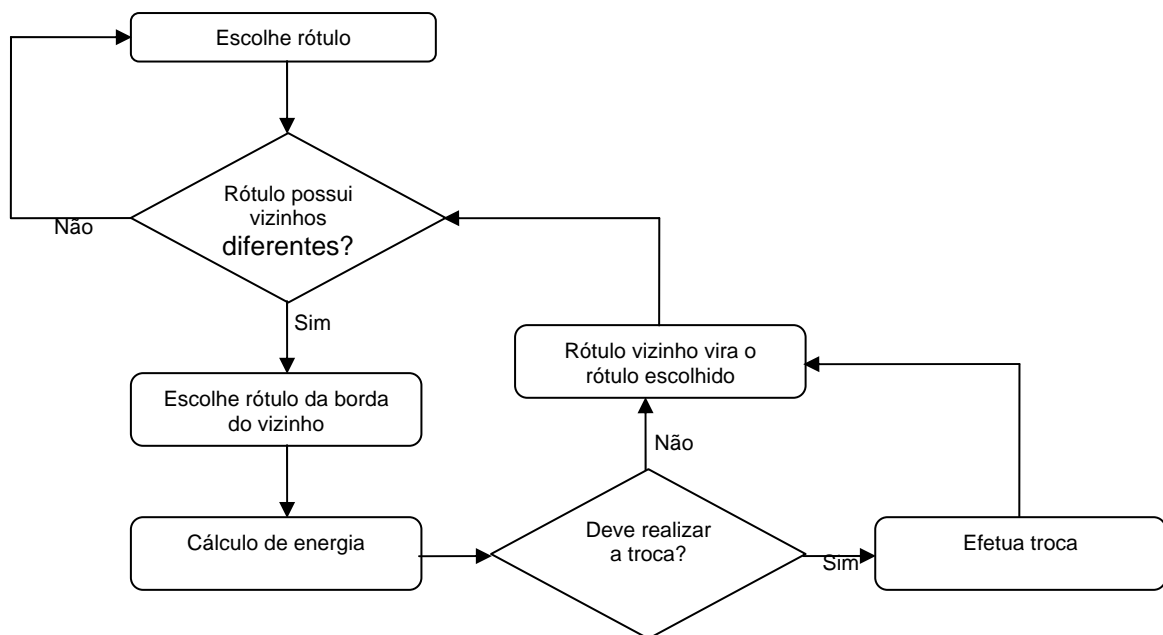 Escolhe rótulo
Rótulo possui
vizinhos
diferentes?
Não
Sim
Rótulo vizinho vira o
rótulo escolhido
Escolhe rótulo da borda
do vizinho
Não
Cálculo de energia
Deve realizar
a troca?
Sim
Efetua troca